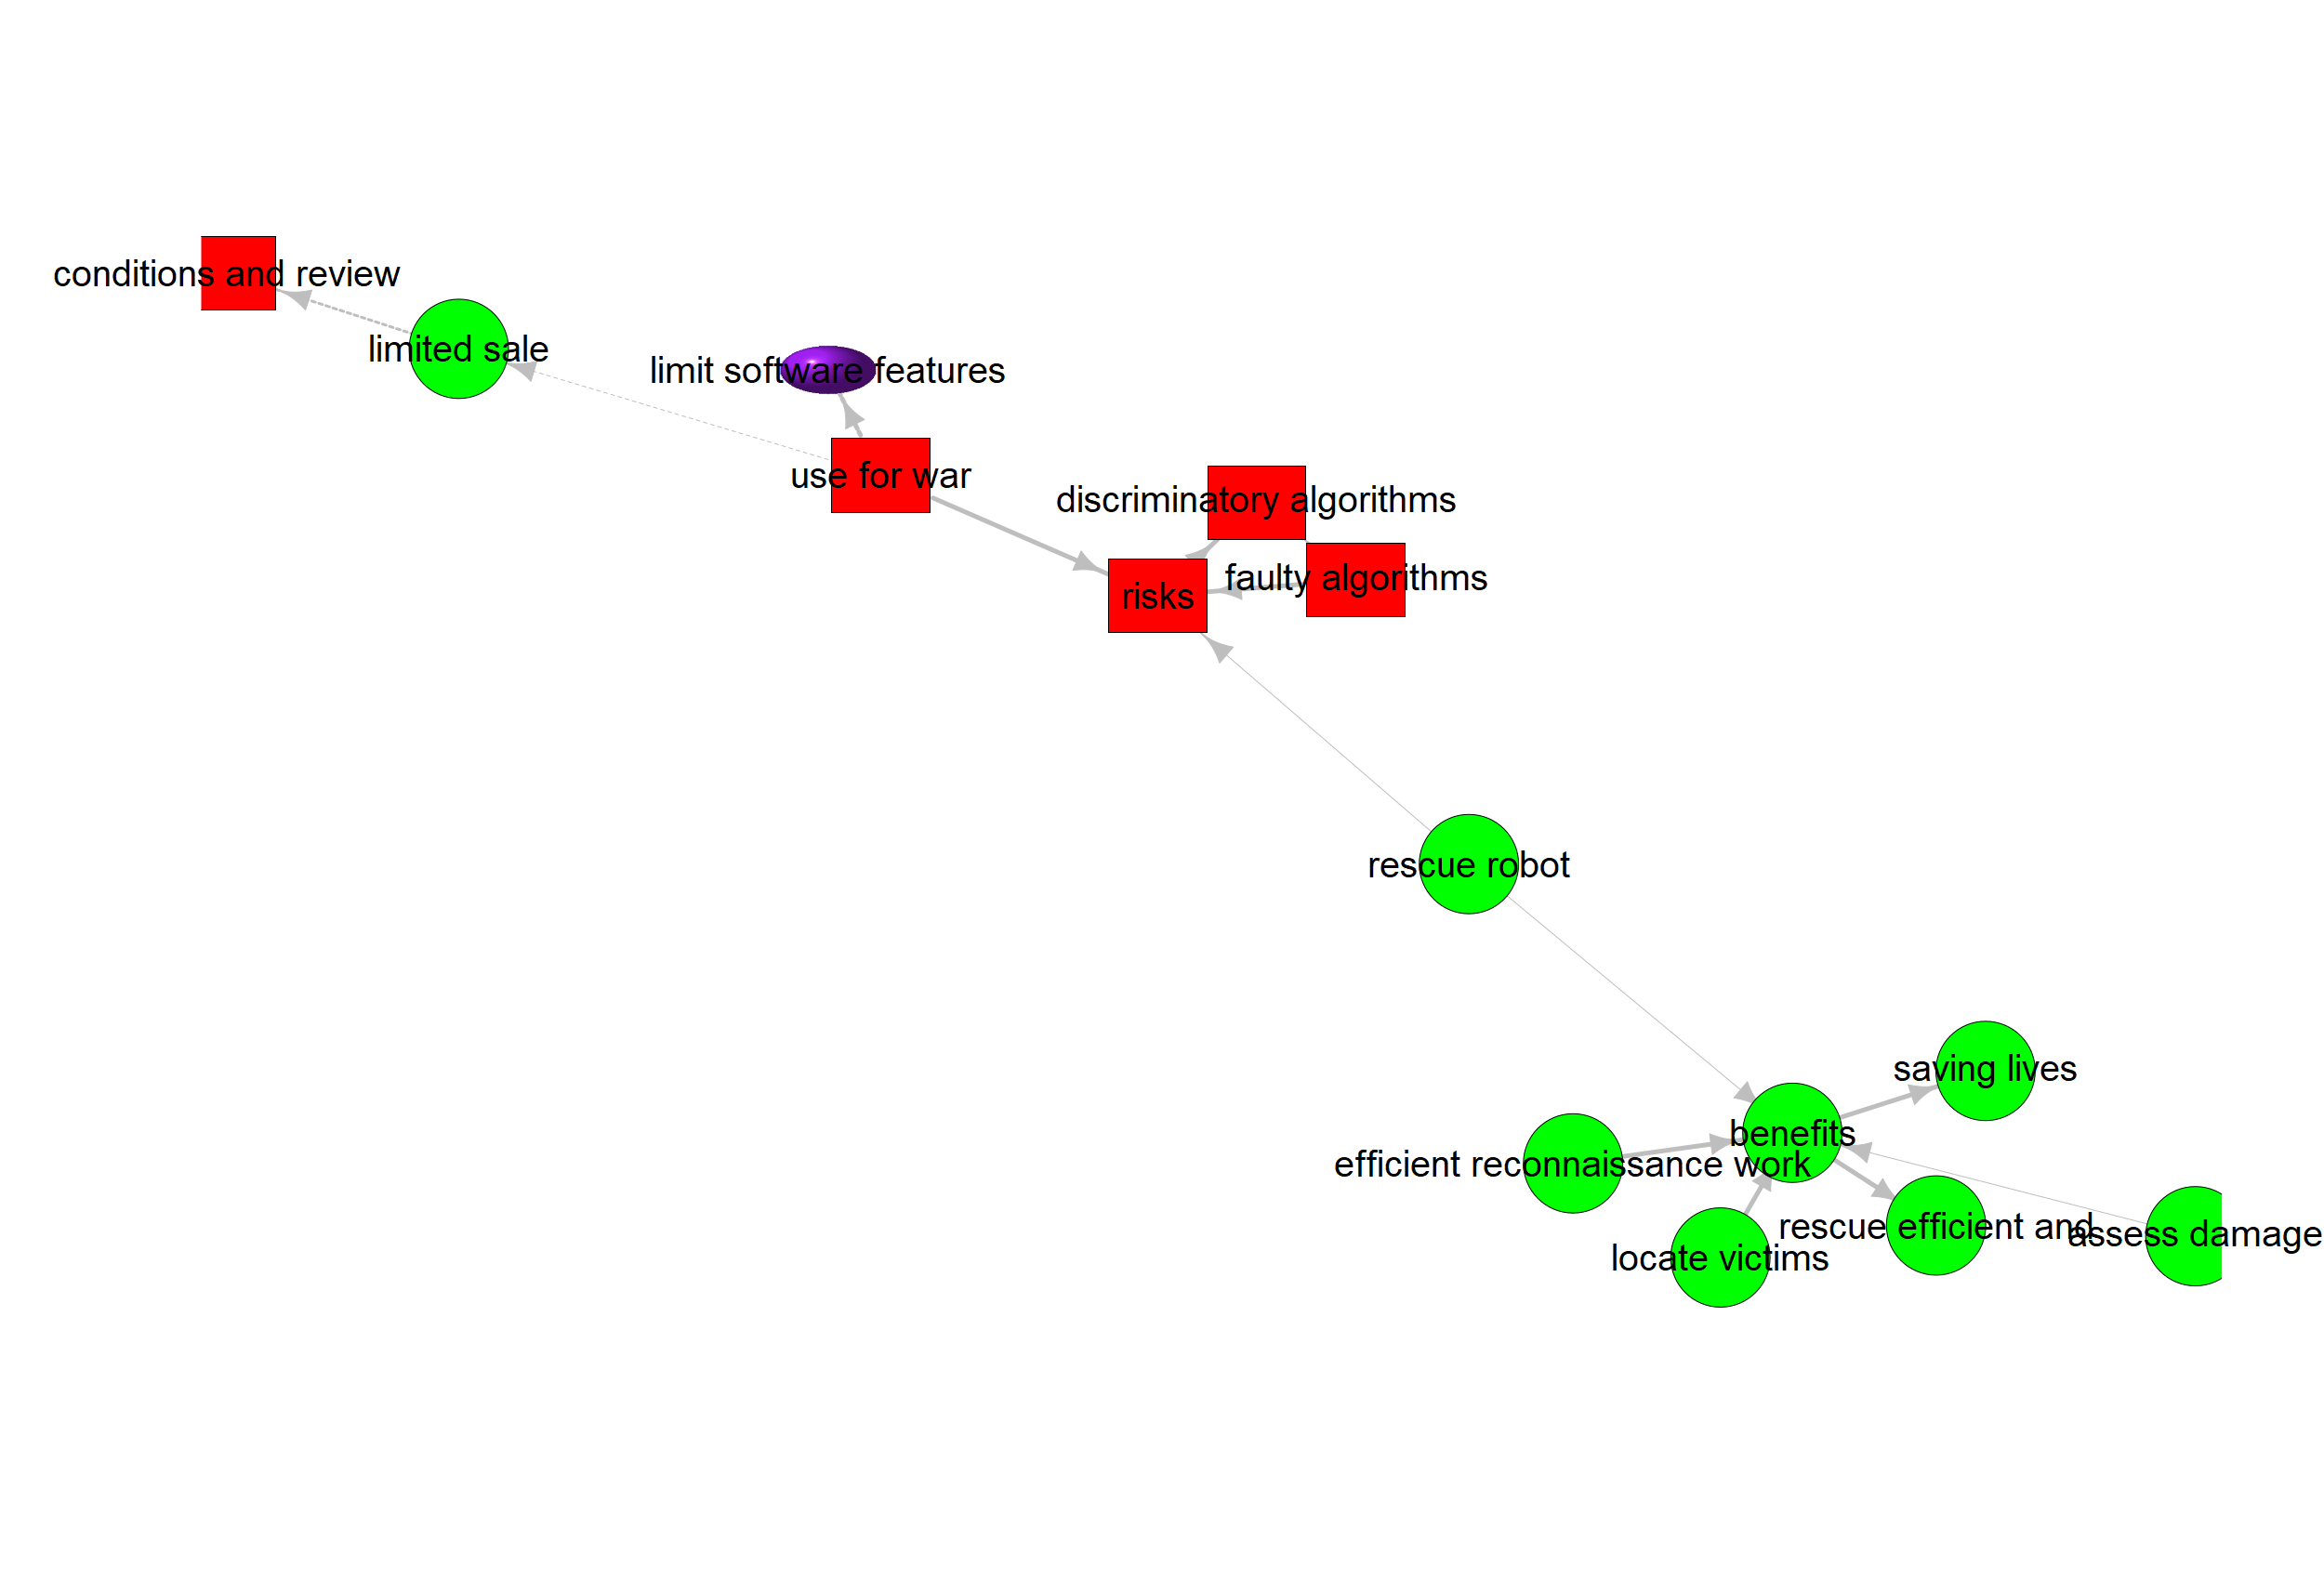 conditions and review
limited sale
limit software features
use for war
discriminatory algorithms
faulty algorithms
risks
rescue robot
saving lives
benefits
efficient reconnaissance work
rescue efficient and
assess damage
locate victims